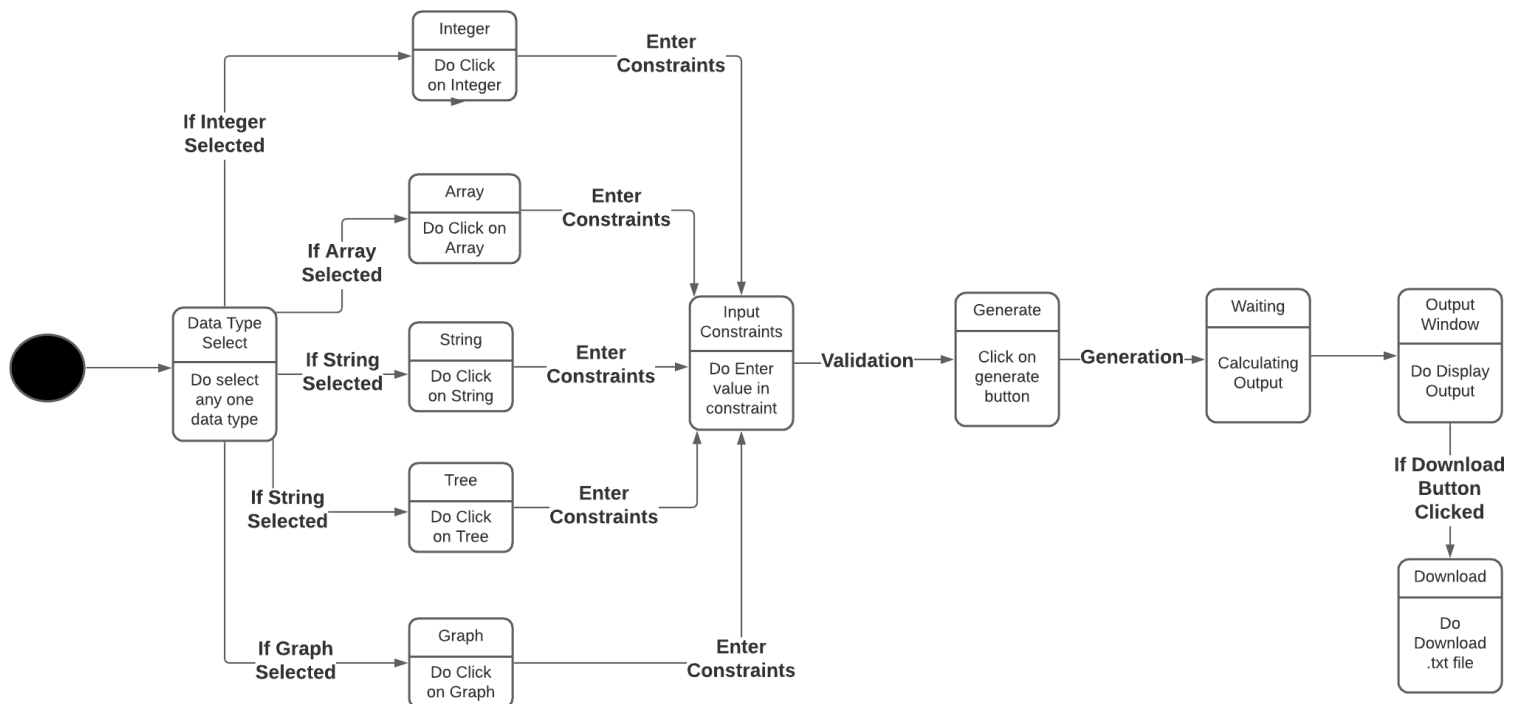 Integer
Do Click
on Integer
Enter
Constraints
If Integer
Selected
Array
Do Click on
Array
Enter
Constraints
If Array
Selected
Data Type
Select
Do select
any one
data type
If String
Selected
String
Do Click
on String
Enter
Constraints
Input
Constraints
Do Enter
value in
constraint
Validation
Generate
Click on
generate
button
Generation
Waiting
Calculating
Output
Output
Window
Do Display
Output
If String
Selected
Tree
Do Click
on Tree
Enter
Constraints
If Download
Button
Clicked
Download
Do
Download
.txt file
If Graph
Selected
Graph
Do Click
on Graph
Enter
Constraints